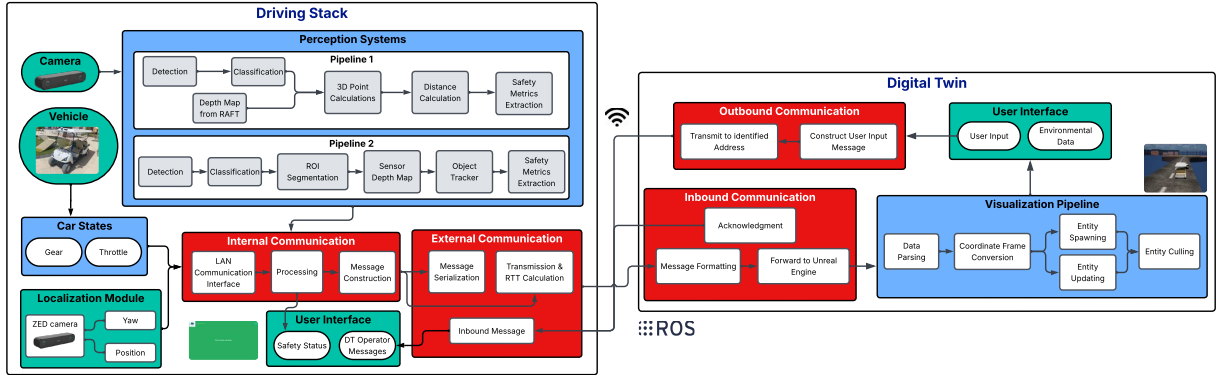 Driving Stack
Camera
Vehicle
Perception Systems
Pipeline 1
Detection
Classification
Depth Map
from RAFT
3D Point
Calculations
Distance
Calculation
Safety
Metrics
Extraction
Pipeline 2
Detection
Classification
ROI
Segmentation
Sensor
Depth Map
Object
Tracker
Safety
Metrics
Extraction
Car States
Gear
Throttle
Localization Module
ZED camera
Yaw
Position
Internal Communication
LAN
Communication
Interface
Processing
Message
Construction
User Interface
Safety Status
DT Operator
Messages
External Communication
Message
Serialization
Transmission &
RTT Calculation
Inbound Message
Digital Twin
Outbound Communication
Transmit to identified
Address
Construct User Input
Message
User Interface
User Input
Environmental
Data
Inbound Communication
Acknowledgment
Message Formatting
Forward to Unreal
Engine
Visualization Pipeline
Data
Parsing
Coordinate Frame
Conversion
Entity
Spawning
Entity
Updating
Entity Culling
ROS